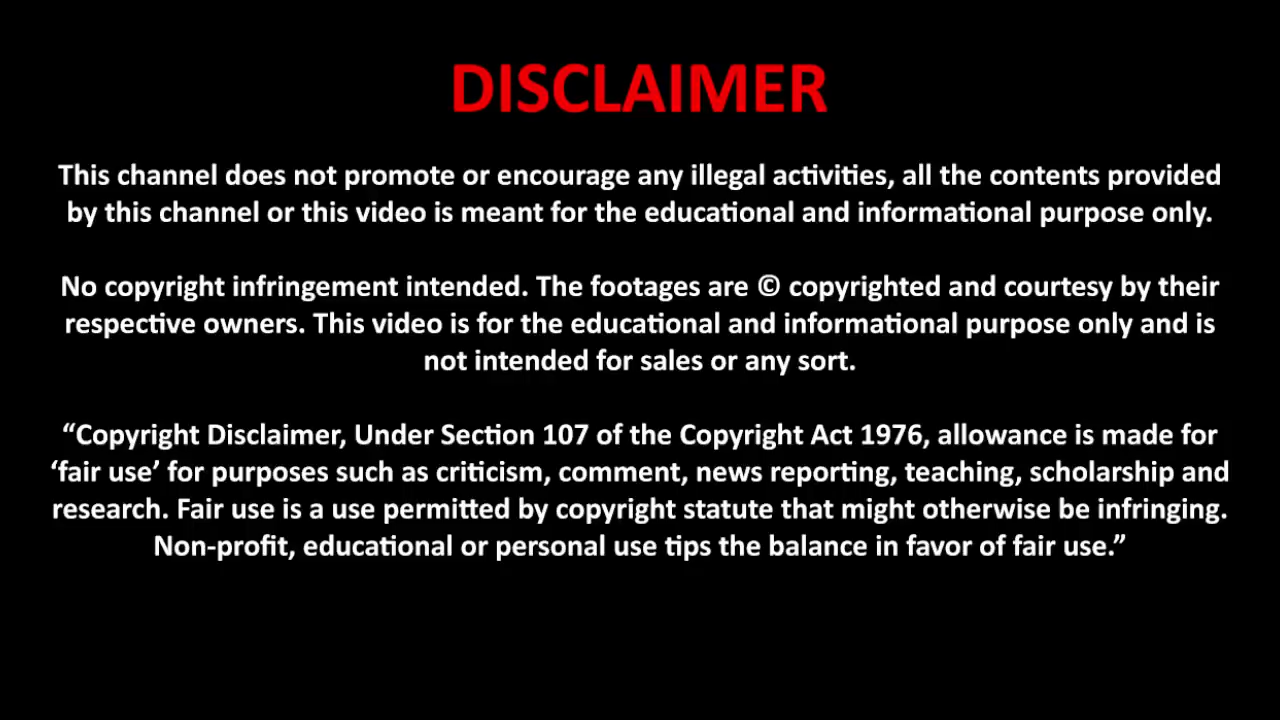 DISCLAIMER
This channel does not promote or encourage any illegal activities, all the contents provided
by this channel or this video is meant for the educational and informational purpose only.
No copyright infringement intended. The footages are © copyrighted and courtesy by their
respective owners. This video is for the educational and informational purpose only and is
not intended for sales or any sort.
“Copyright Disclaimer, Under Section 107 of the Copyright Act 1976, allowance is made for
‘fair use’ for purposes such as criticism, comment, news reporting, teaching, scholarship and
research. Fair use is a use permitted by copyright statute that might otherwise be infringing.
Non-profit, educational or personal use tips the balance in favor of fair use.”